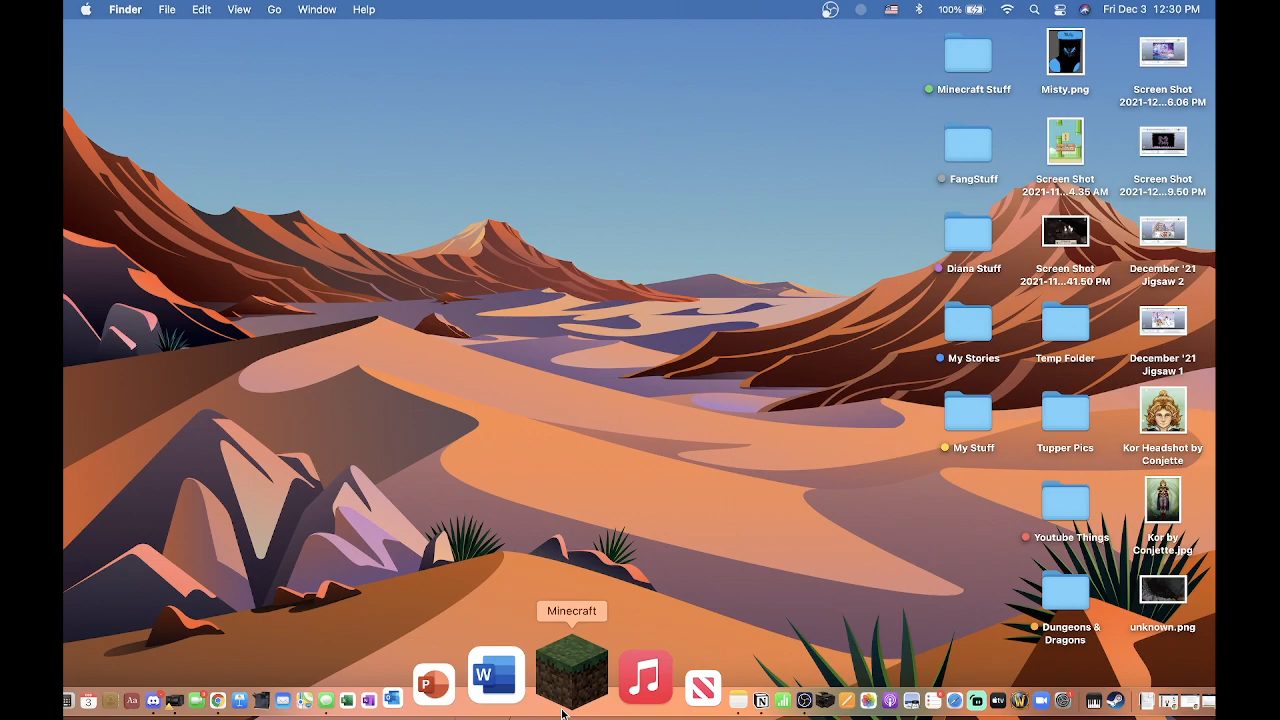 Finder File Edit View Go Window Help
100% Fri Dec 3 12:30 PM
Minecraft Stuff
Misty.png
Screen Shot
2021-12...6.06 PM
FangStuff
Screen Shot
2021-11...4.35 AM
Screen Shot
2021-12...9.50 PM
Diana Stuff
Screen Shot
2021-11...41.50 PM
December '21
Jigsaw 2
My Stories
Temp Folder
December '21
Jigsaw 1
My Stuff
Tupper Pics
Kor Headshot by
Conjette
Youtube Things
Kor by
Conjette.jpg
Dungeons &
Dragons
unknown.png
Minecraft
P
W
3
Aa
tv
W